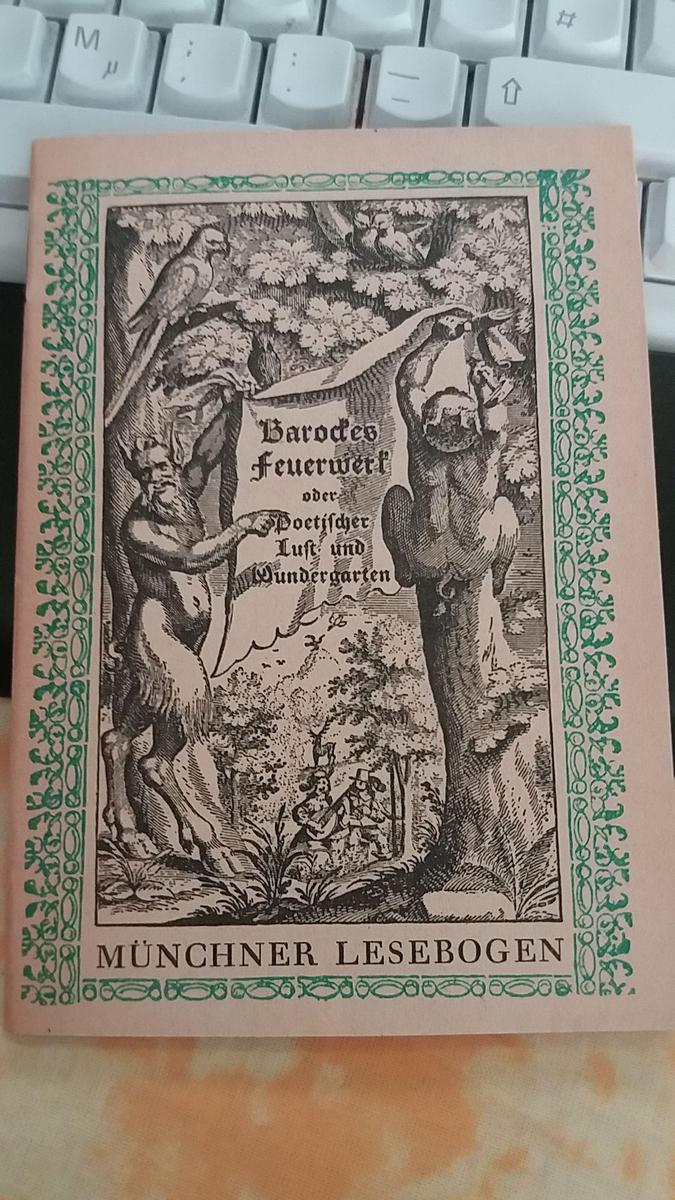 M
µ
;
,
:
.
_
-
#
Barockes
Feuerwerk
oder
Poetischer
Lust und
Wundergarten
MÜNCHNER LESEBOGEN